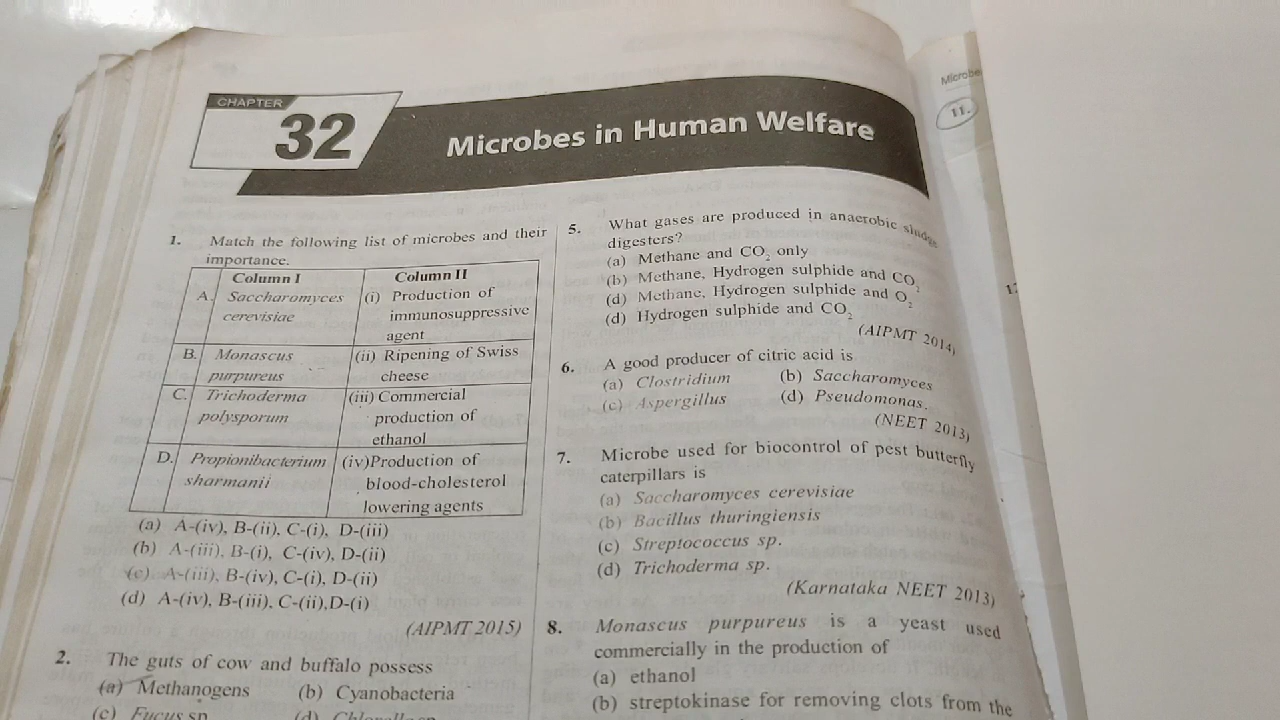 CHAPTER
32
Microbes in Human Welfare
1. Match the following list of microbes and their
importance.
Column I Column II
A. Saccharomyces (i) Production of
cerevisiae immunosuppressive
agent
B. Monascus (ii) Ripening of Swiss
purpureus cheese
C. Trichoderma (iii) Commercial
polysporum production of
ethanol
D. Propionibacterium (iv)Production of
sharmanii blood-cholesterol
lowering agents
(a) A-(iv), B-(ii), C-(i), D-(iii)
(b) A-(iii), B-(i), C-(iv), D-(ii)
(c) A-(iii), B-(iv), C-(i), D-(ii)
(d) A-(iv), B-(iii), C-(ii),D-(i)
(AIPMT 2015)
2. The guts of cow and buffalo possess
(a) Methanogens (b) Cyanobacteria
(c) Fucus sp (d)
5. What gases are produced in anaerobic sludge
digesters?
(a) Methane and CO₂ only
(b) Methane, Hydrogen sulphide and CO₂
(d) Methane, Hydrogen sulphide and O₂
(d) Hydrogen sulphide and CO₂
(AIPMT 2014)
6. A good producer of citric acid is
(a) Clostridium (b) Saccharomyces
(c) Aspergillus (d) Pseudomonas.
(NEET 2013)
7. Microbe used for biocontrol of pest butterfly
caterpillars is
(a) Saccharomyces cerevisiae
(b) Bacillus thuringiensis
(c) Streptococcus sp.
(d) Trichoderma sp.
(Karnataka NEET 2013)
8. Monascus purpureus is a yeast used
commercially in the production of
(a) ethanol
(b) streptokinase for removing clots from the
Microbe
11.